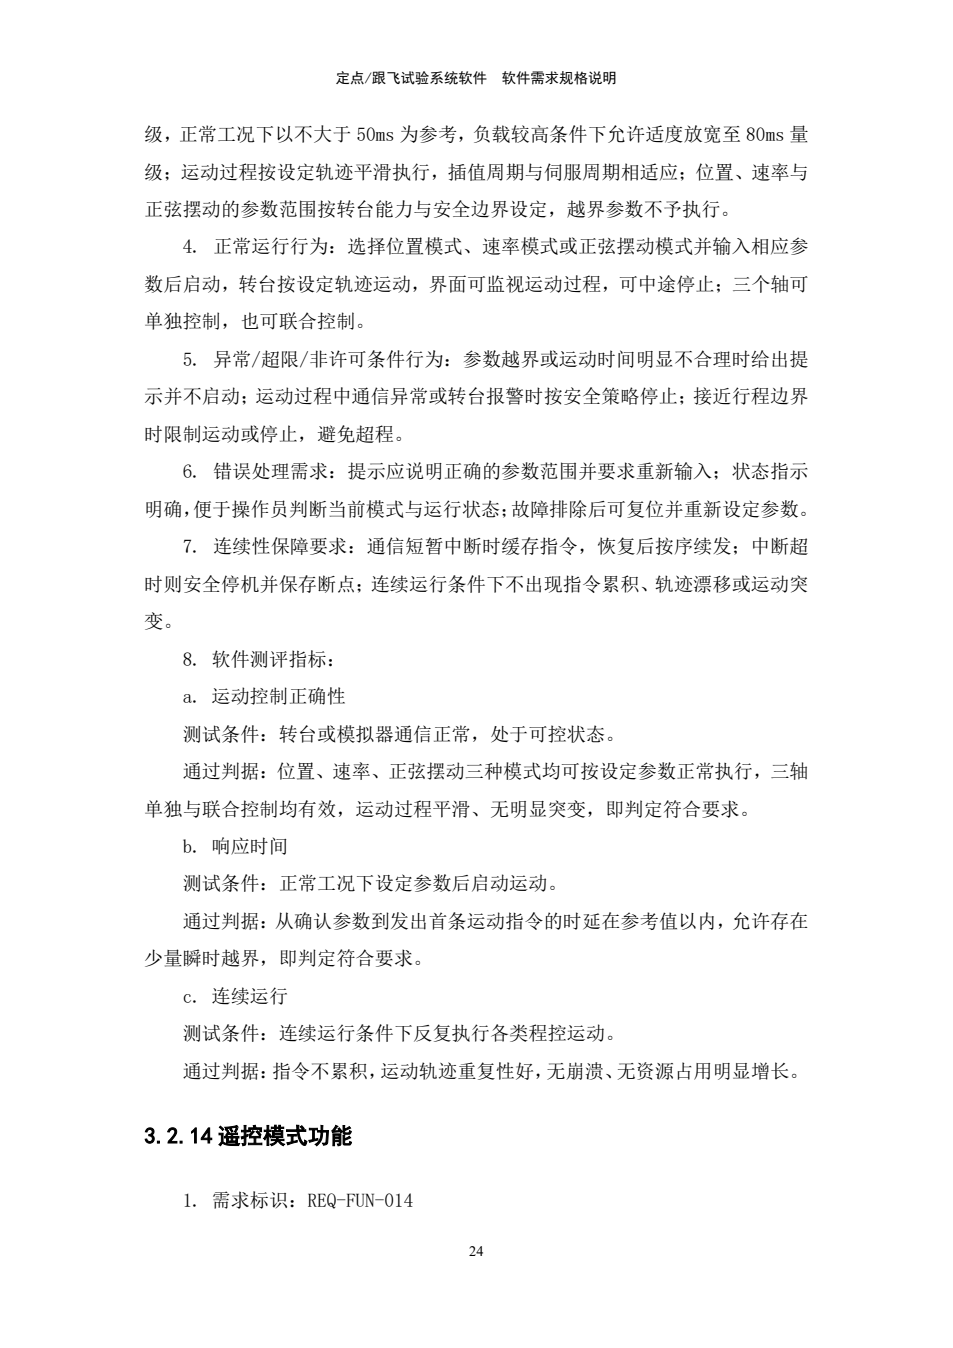 定点/跟飞试验系统软件　软件需求规格说明
级，正常工况下以不大于 50ms 为参考，负载较高条件下允许适度放宽至 80ms 量
级；运动过程按设定轨迹平滑执行，插值周期与伺服周期相适应；位置、速率与
正弦摆动的参数范围按转台能力与安全边界设定，越界参数不予执行。
4. 正常运行行为：选择位置模式、速率模式或正弦摆动模式并输入相应参
数后启动，转台按设定轨迹运动，界面可监视运动过程，可中途停止；三个轴可
单独控制，也可联合控制。
5. 异常/超限/非许可条件行为：参数越界或运动时间明显不合理时给出提
示并不启动；运动过程中通信异常或转台报警时按安全策略停止；接近行程边界
时限制运动或停止，避免超程。
6. 错误处理需求：提示应说明正确的参数范围并要求重新输入；状态指示
明确，便于操作员判断当前模式与运行状态；故障排除后可复位并重新设定参数。
7. 连续性保障要求：通信短暂中断时缓存指令，恢复后按序续发；中断超
时则安全停机并保存断点；连续运行条件下不出现指令累积、轨迹漂移或运动突
变。
8. 软件测评指标：
a. 运动控制正确性
测试条件：转台或模拟器通信正常，处于可控状态。
通过判据：位置、速率、正弦摆动三种模式均可按设定参数正常执行，三轴
单独与联合控制均有效，运动过程平滑、无明显突变，即判定符合要求。
b. 响应时间
测试条件：正常工况下设定参数后启动运动。
通过判据：从确认参数到发出首条运动指令的时延在参考值以内，允许存在
少量瞬时越界，即判定符合要求。
c. 连续运行
测试条件：连续运行条件下反复执行各类程控运动。
通过判据：指令不累积，运动轨迹重复性好，无崩溃、无资源占用明显增长。
3.2.14 遥控模式功能
1. 需求标识：REQ-FUN-014
24